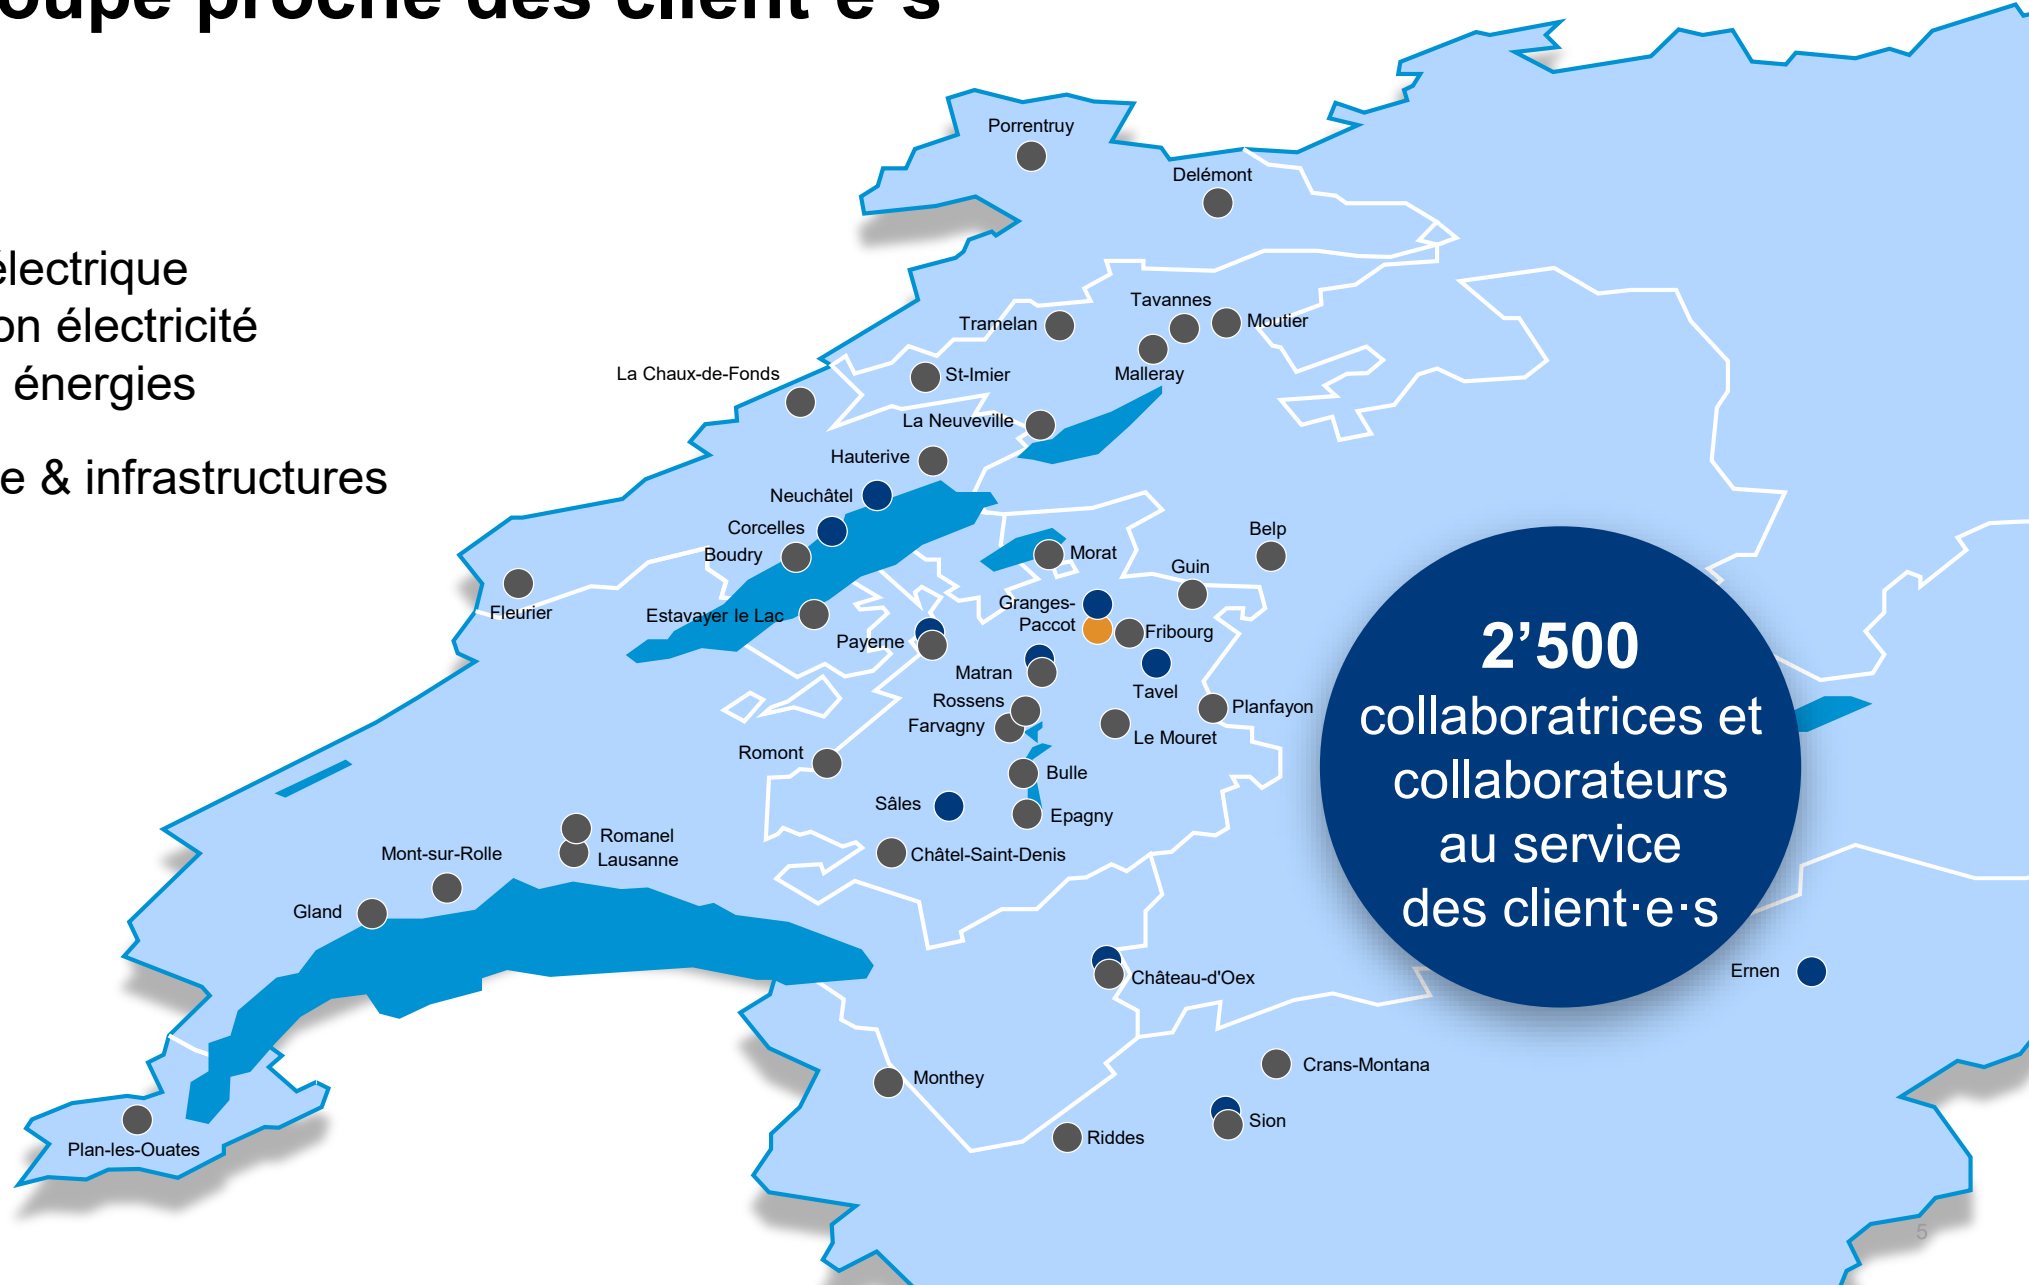 oupe proche des client·e·s
électrique
on électricité
énergies
e & infrastructures
Porrentruy
Delémont
Tavannes
Tramelan
Moutier
La Chaux-de-Fonds
St-Imier
Malleray
La Neuveville
Hauterive
Neuchâtel
Corcelles
Boudry
Belp
Morat
Guin
Fleurier
Estavayer le Lac
Granges-
Paccot
Fribourg
Payerne
Matran
Tavel
Rossens
Farvagny
Planfayon
Le Mouret
Romont
Bulle
Sâles
Epagny
Romanel
Lausanne
Mont-sur-Rolle
Châtel-Saint-Denis
Gland
2’500
collaboratrices et
collaborateurs
au service
des client·e·s
Château-d'Oex
Ernen
Crans-Montana
Monthey
Sion
Riddes
Plan-les-Ouates
5